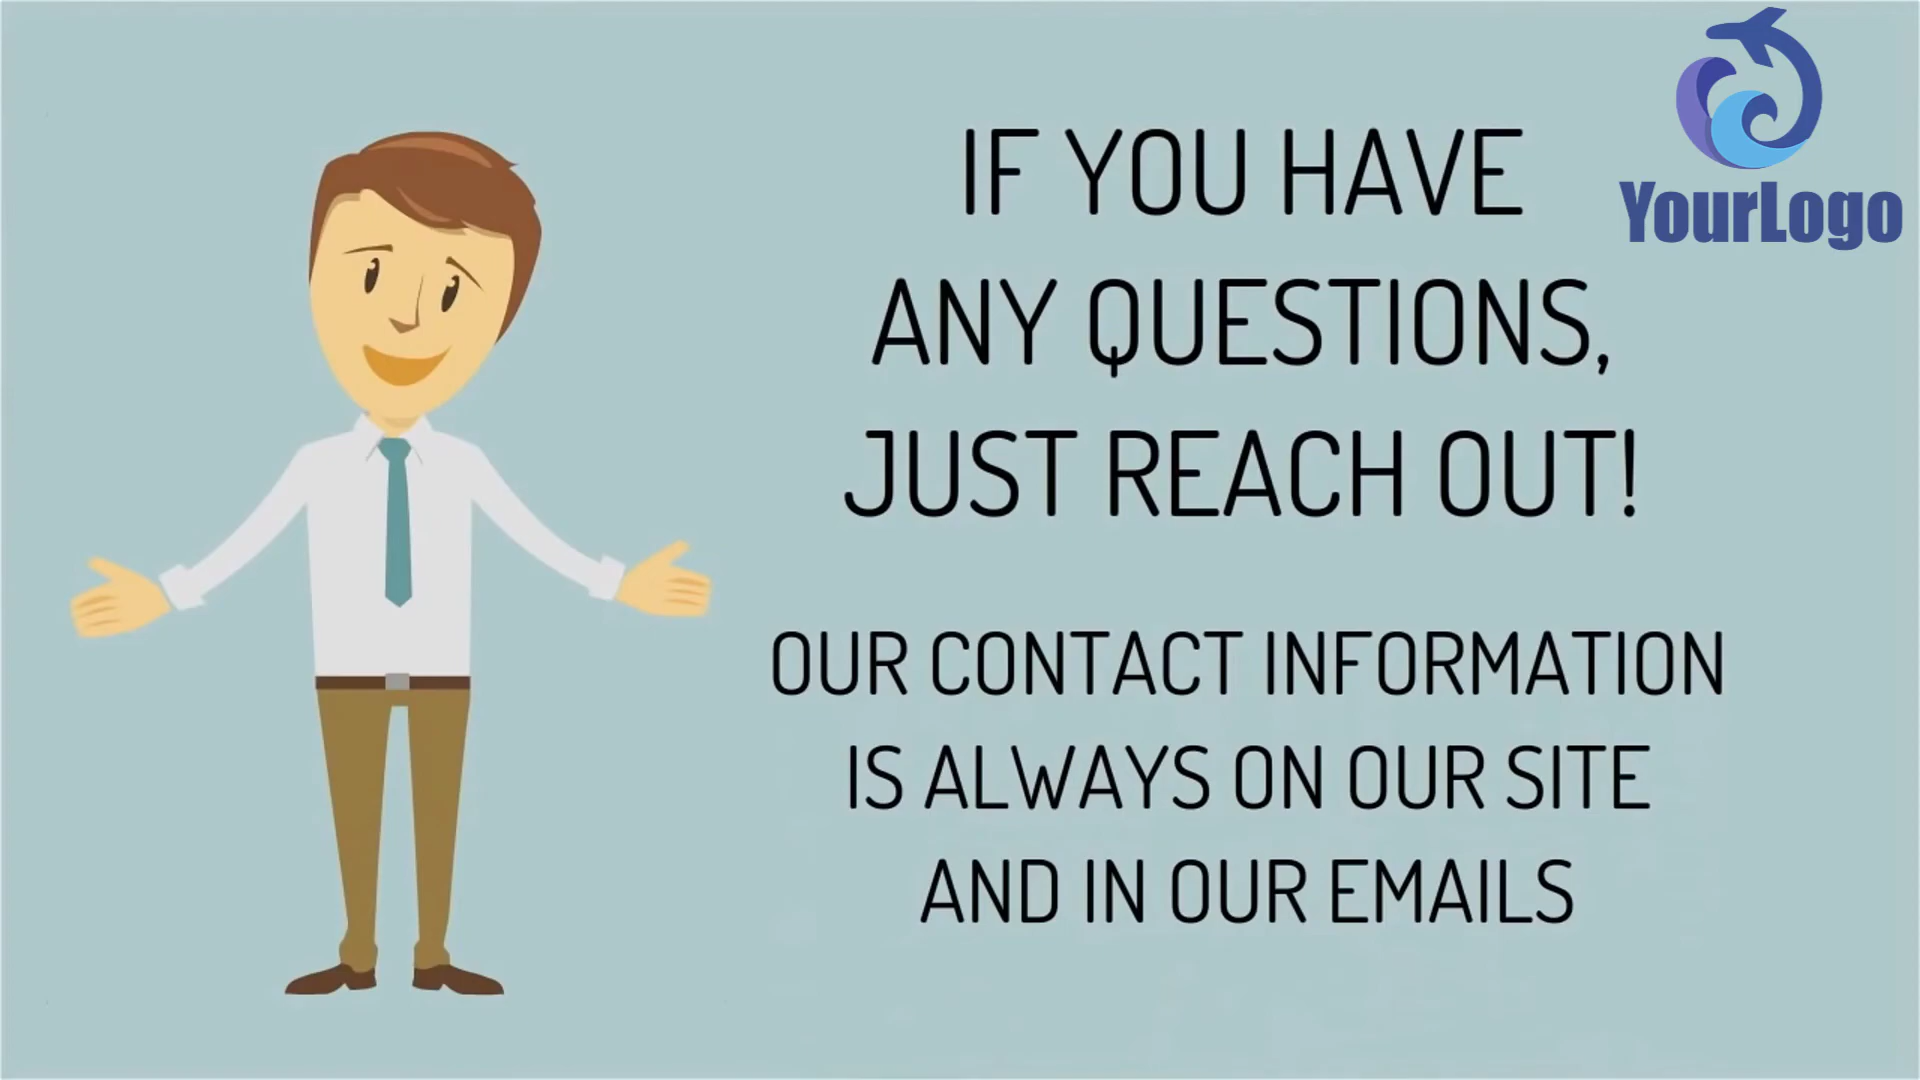 IF YOU HAVE
ANY QUESTIONS,
JUST REACH OUT!
OUR CONTACT INFORMATION
IS ALWAYS ON OUR SITE
AND IN OUR EMAILS
YourLogo